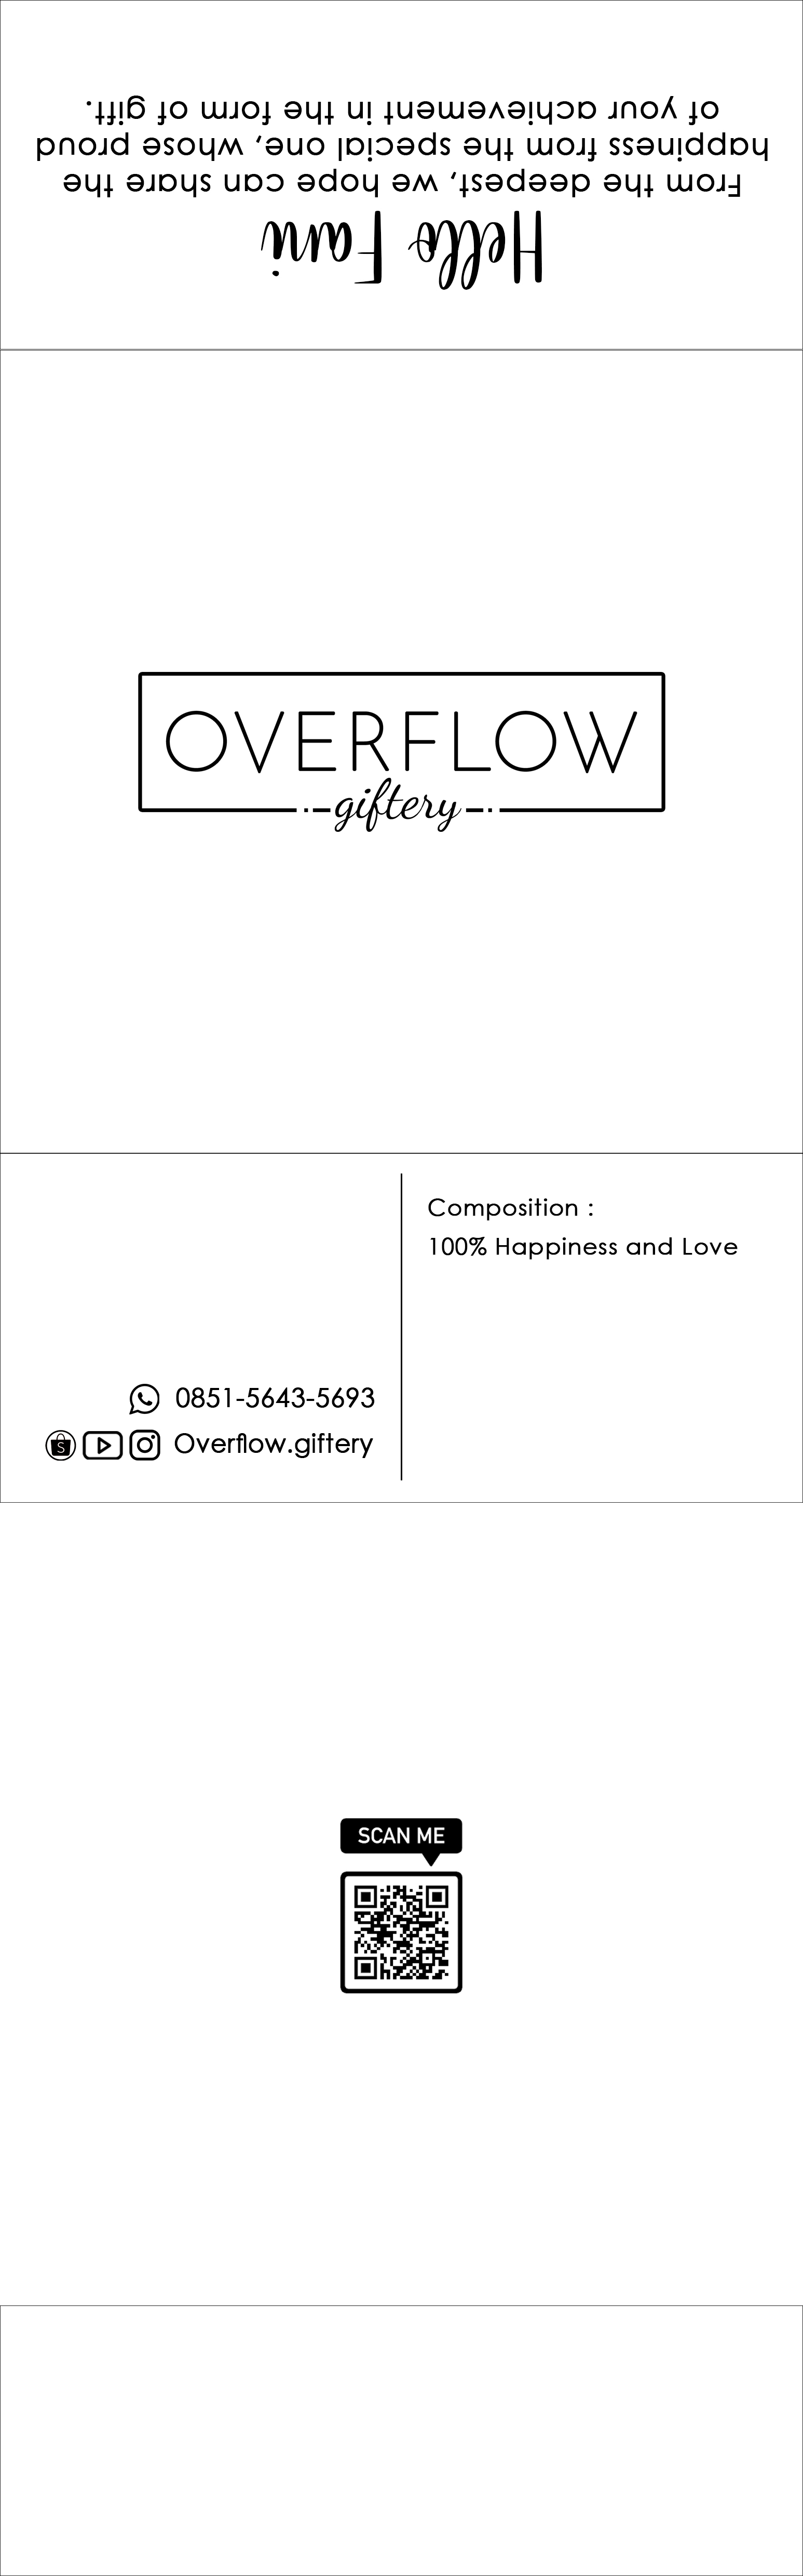 Hello Fani
From the deepest, we hope can share the
happiness from the special one, whose proud
of your achievement in the form of gift.
OVERFLOW
giftery
Composition :
100% Happiness and Love
0851-5643-5693
Overflow.giftery
SCAN ME